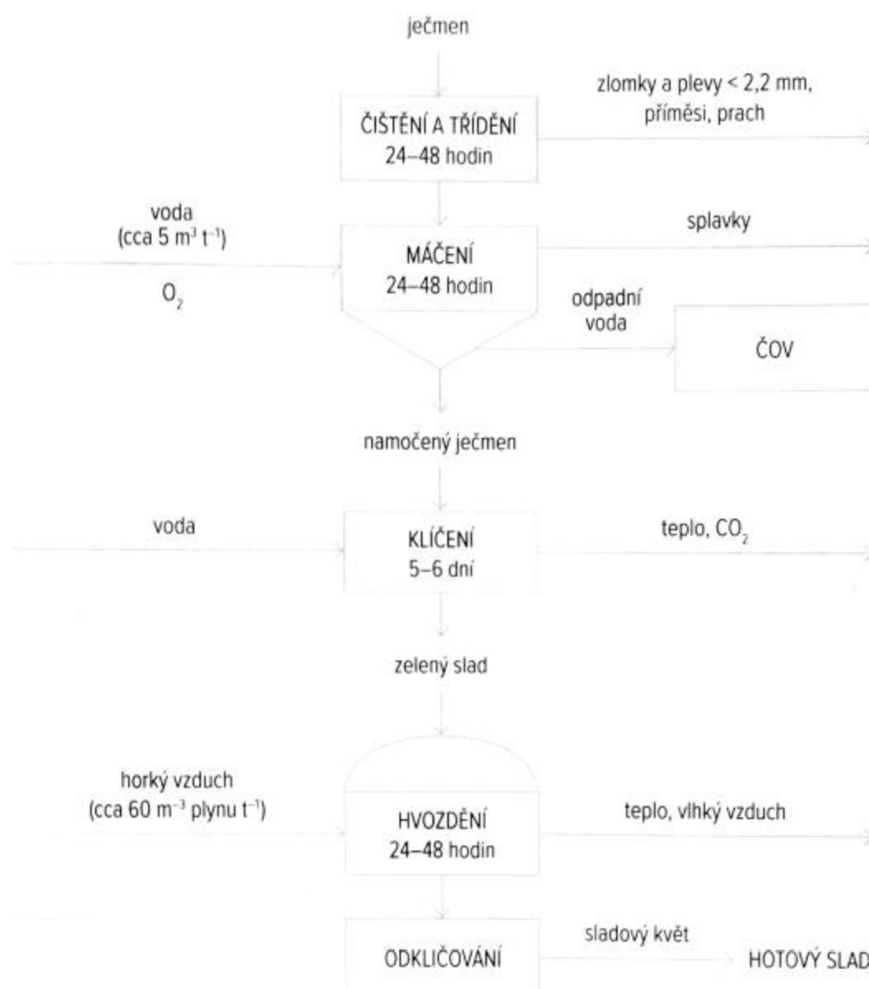 ječmen
zlomky a plevy < 2,2 mm,
příměsi, prach
ČIŠTĚNÍ A TŘÍDĚNÍ
24–48 hodin
voda
(cca 5 m³ t⁻¹)
O₂
MÁČENÍ
24–48 hodin
splavky
odpadní
voda
ČOV
namočený ječmen
voda
KLÍČENÍ
5–6 dní
teplo, CO₂
zelený slad
horký vzduch
(cca 60 m⁻³ plynu t⁻¹)
HVOZDĚNÍ
24–48 hodin
teplo, vlhký vzduch
ODKLIČOVÁNÍ
sladový květ
HOTOVÝ SLAD